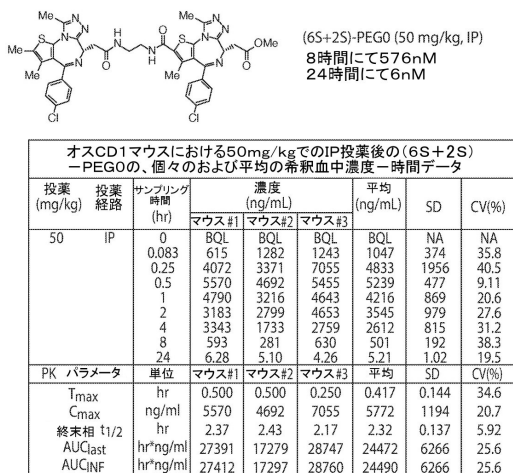 (6S+2S)-PEG0 (50 mg/kg, IP)
8時間にて576nM
24時間にて6nM
Me
N
N
N
S
Me
Me
N
O
H
N
N
H
O
S
Me
N
N
N
Me
N
O
OMe
Cl
Cl
オスCD1マウスにおける50mg/kgでのIP投薬後の(6S+2S)
ーPEG0の、個々のおよび平均の希釈血中濃度ー時間データ
投薬 (mg/kg) 投薬経路 サンプリング時間 (hr) 濃度 (ng/mL) 平均 (ng/mL) SD CV(%)
マウス#1 マウス#2 マウス#3
50 IP 0 BQL BQL BQL BQL NA NA
0.083 615 1282 1243 1047 374 35.8
0.25 4072 3371 7055 4833 1956 40.5
0.5 5570 4692 5455 5239 477 9.11
1 4790 3216 4643 4216 869 20.6
2 3183 2799 4653 3545 979 27.6
4 3343 1733 2759 2612 815 31.2
8 593 281 630 501 192 38.3
24 6.28 5.10 4.26 5.21 1.02 19.5
PK パラメータ 単位 マウス#1 マウス#2 マウス#3 平均 SD CV(%)
Tmax hr 0.500 0.500 0.250 0.417 0.144 34.6
Cmax ng/ml 5570 4692 7055 5772 1194 20.7
終末相 t1/2 hr 2.37 2.43 2.17 2.32 0.137 5.92
AUClast hr*ng/ml 27391 17279 28747 24472 6266 25.6
AUCINF hr*ng/ml 27412 17297 28760 24490 6266 25.6